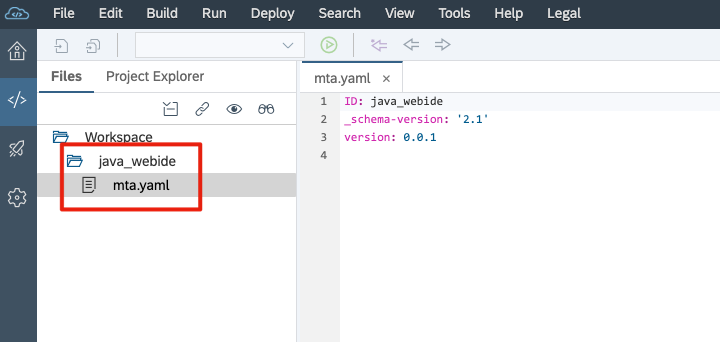 File Edit Build Run Deploy Search View Tools Help Legal
Files Project Explorer
Workspace
java_webide
mta.yaml
mta.yaml ×
1 ID: java_webide
2 _schema-version: '2.1'
3 version: 0.0.1
4